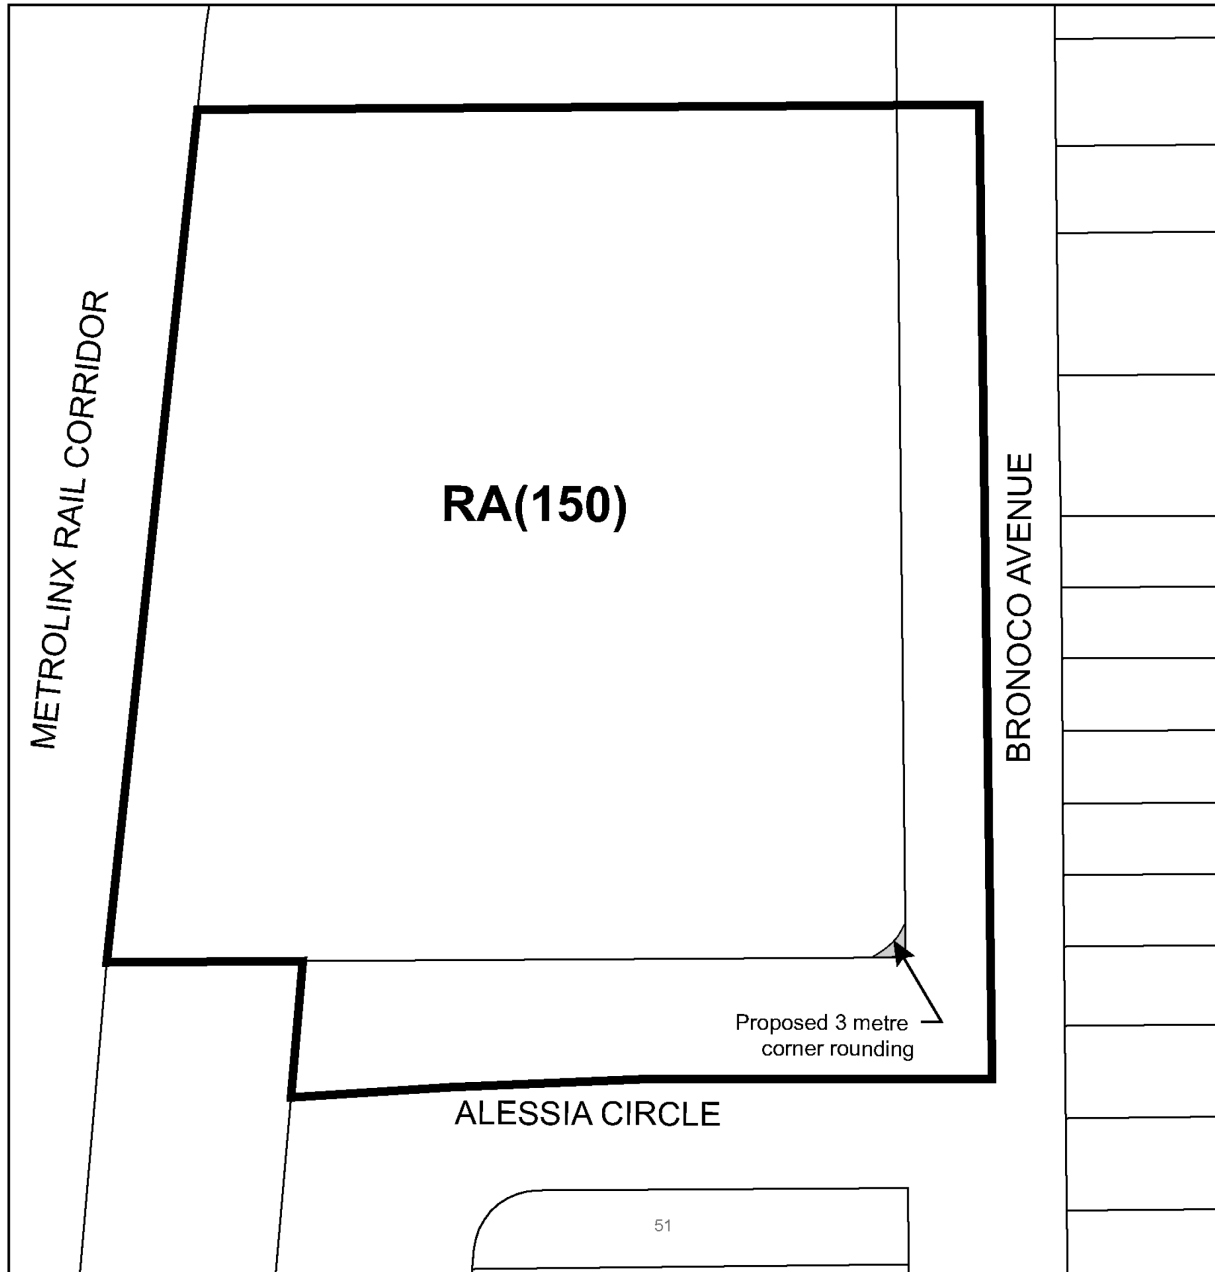 METROLINX RAIL CORRIDOR
RA(150)
BRONOCO AVENUE
Proposed 3 metre
corner rounding
ALESSIA CIRCLE
51